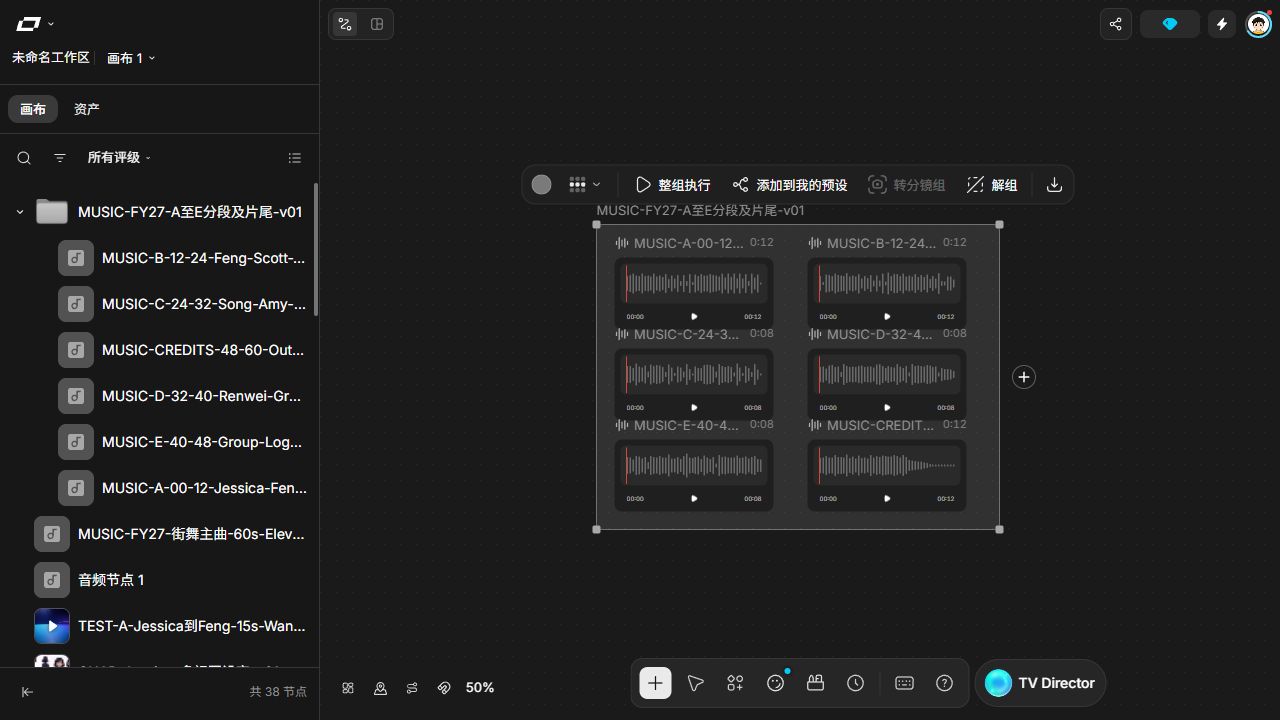 未命名工作区
画布 1
画布
资产
所有评级
MUSIC-FY27-A至E分段及片尾-v01
MUSIC-B-12-24-Feng-Scott-...
MUSIC-C-24-32-Song-Amy-...
MUSIC-CREDITS-48-60-Out...
MUSIC-D-32-40-Renwei-Gr...
MUSIC-E-40-48-Group-Log...
MUSIC-A-00-12-Jessica-Fen...
MUSIC-FY27-街舞主曲-60s-Elev...
音频节点 1
TEST-A-Jessica到Feng-15s-Wan...
共 38 节点
整组执行
添加到我的预设
转分镜组
解组
MUSIC-FY27-A至E分段及片尾-v01
MUSIC-A-00-12... 0:12
MUSIC-B-12-24... 0:12
00:00 00:12
00:00 00:12
MUSIC-C-24-3... 0:08
MUSIC-D-32-4... 0:08
00:00 00:08
00:00 00:08
MUSIC-E-40-4... 0:08
MUSIC-CREDIT... 0:12
00:00 00:08
00:00 00:12
50%
TV Director